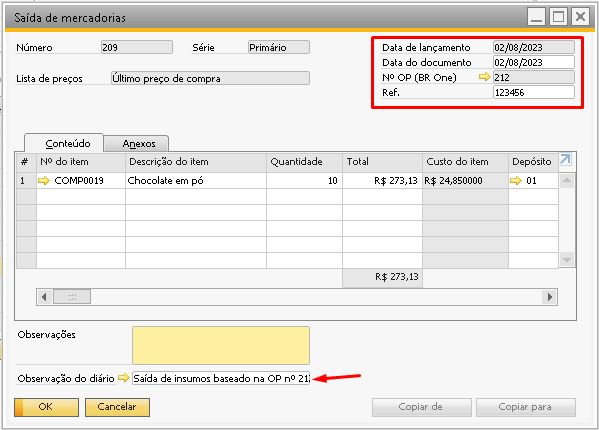 Saída de mercadorias
Número 209 Série Primário
Data de lançamento 02/08/2023
Data do documento 02/08/2023
Nº OP (BR One) 212
Ref. 123456
Lista de preços Último preço de compra
Conteúdo Anexos
# Nº do item Descrição do item Quantidade Total Custo do item Depósito
1 COMP0019 Chocolate em pó 10 R$ 273,13 R$ 24,850000 01
R$ 273,13
Observações
Observação do diário Saída de insumos baseado na OP nº 21
OK Cancelar Copiar de Copiar para